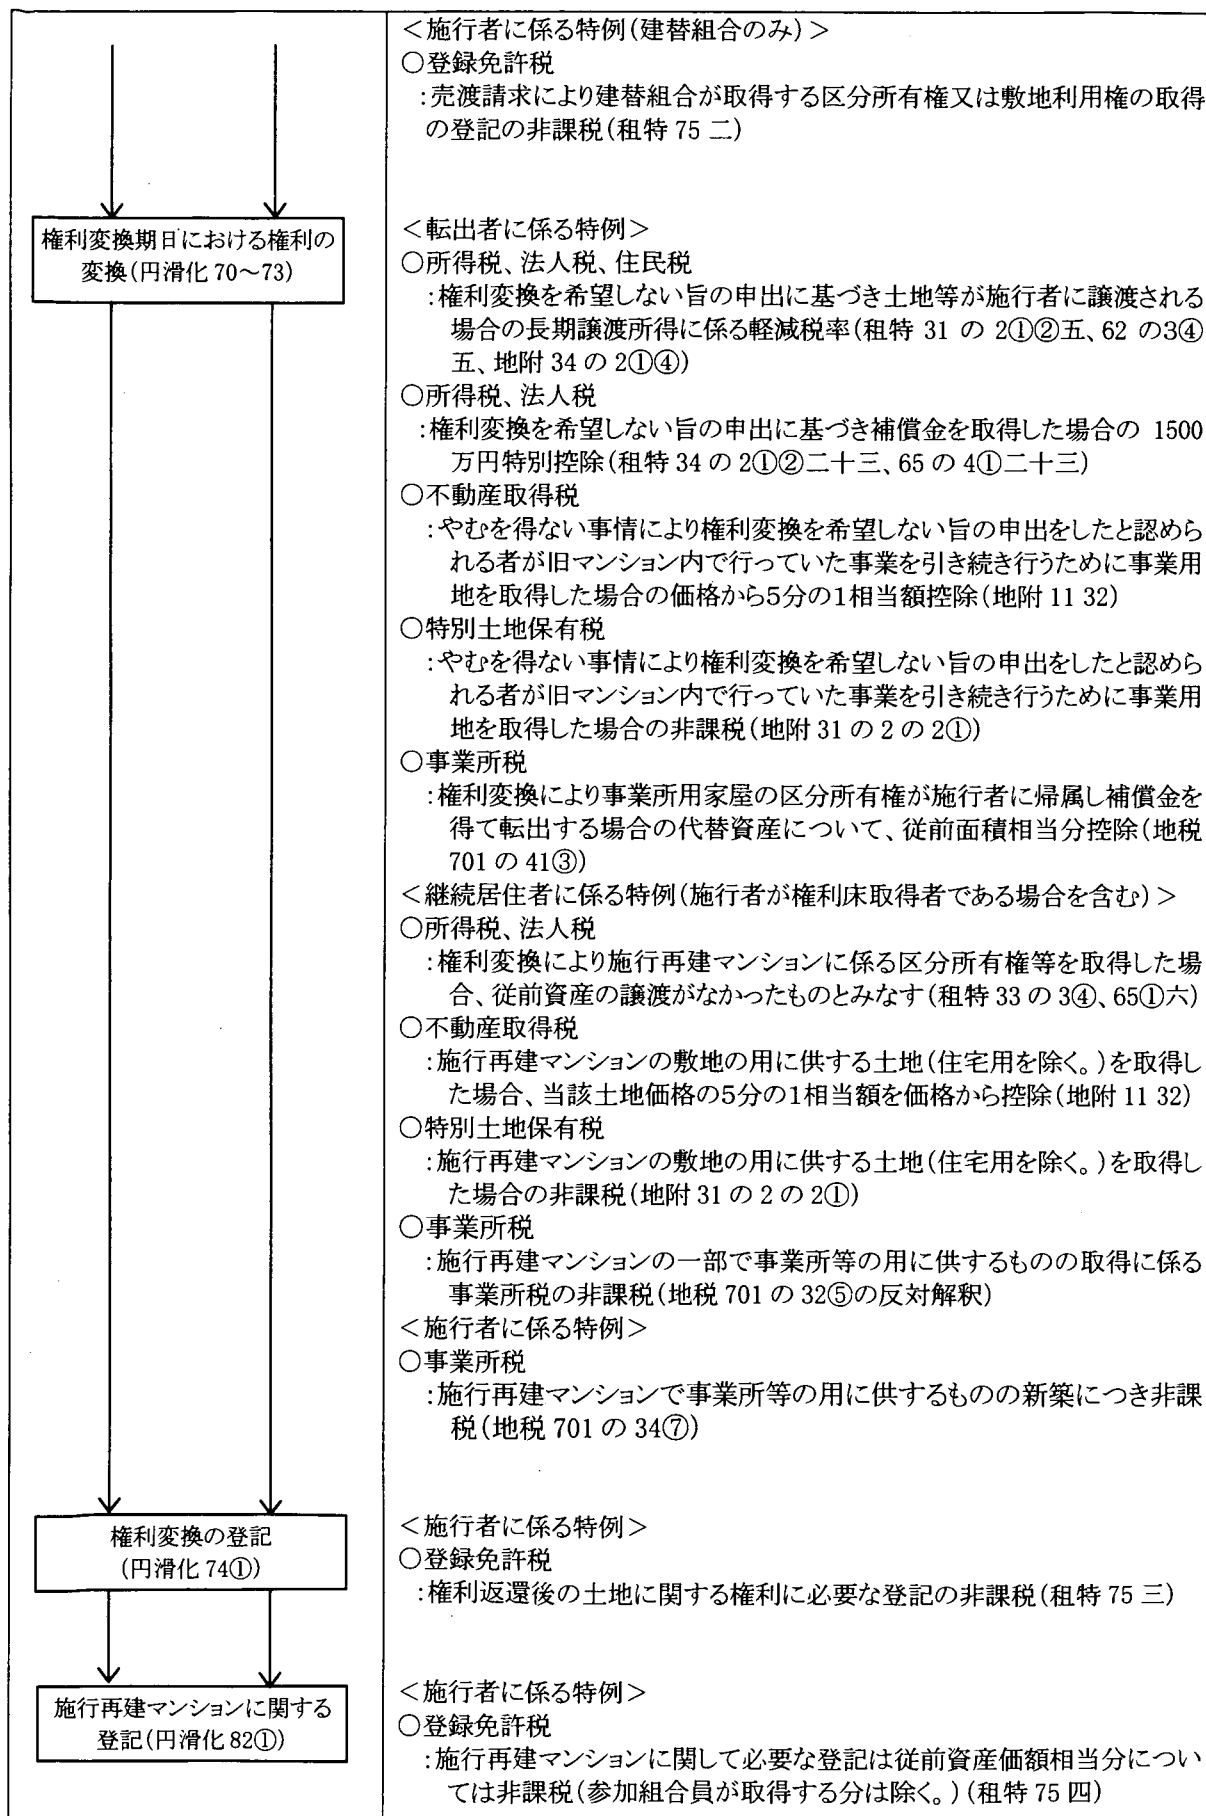 ＜施行者に係る特例(建替組合のみ)＞
○登録免許税
:売渡請求により建替組合が取得する区分所有権又は敷地利用権の取得
の登記の非課税(租特 75 二)
権利変換期日における権利の
変換(円滑化 70～73)
＜転出者に係る特例＞
○所得税、法人税、住民税
:権利変換を希望しない旨の申出に基づき土地等が施行者に譲渡される
場合の長期譲渡所得に係る軽減税率(租特 31 の 2①②五、62 の3④
五、地附 34 の 2①④)
○所得税、法人税
:権利変換を希望しない旨の申出に基づき補償金を取得した場合の 1500
万円特別控除(租特 34 の 2①②二十三、65 の 4①二十三)
○不動産取得税
:やむを得ない事情により権利変換を希望しない旨の申出をしたと認めら
れる者が旧マンション内で行っていた事業を引き続き行うために事業用
地を取得した場合の価格から5分の1相当額控除(地附 11 32)
○特別土地保有税
:やむを得ない事情により権利変換を希望しない旨の申出をしたと認めら
れる者が旧マンション内で行っていた事業を引き続き行うために事業用
地を取得した場合の非課税(地附 31 の 2 の 2①)
○事業所税
:権利変換により事業所用家屋の区分所有権が施行者に帰属し補償金を
得て転出する場合の代替資産について、従前面積相当分控除(地税
701 の 41③)
＜継続居住者に係る特例(施行者が権利床取得者である場合を含む)＞
○所得税、法人税
:権利変換により施行再建マンションに係る区分所有権等を取得した場
合、従前資産の譲渡がなかったものとみなす(租特 33 の 3④、65①六)
○不動産取得税
:施行再建マンションの敷地の用に供する土地(住宅用を除く。)を取得し
た場合、当該土地価格の5分の1相当額を価格から控除(地附 11 32)
○特別土地保有税
:施行再建マンションの敷地の用に供する土地(住宅用を除く。)を取得し
た場合の非課税(地附 31 の 2 の 2①)
○事業所税
:施行再建マンションの一部で事業所等の用に供するものの取得に係る
事業所税の非課税(地税 701 の 32⑤の反対解釈)
＜施行者に係る特例＞
○事業所税
:施行再建マンションで事業所等の用に供するものの新築につき非課
税(地税 701 の 34⑦)
権利変換の登記
(円滑化 74①)
＜施行者に係る特例＞
○登録免許税
:権利返還後の土地に関する権利に必要な登記の非課税(租特 75 三)
施行再建マンションに関する
登記(円滑化 82①)
＜施行者に係る特例＞
○登録免許税
:施行再建マンションに関して必要な登記は従前資産価額相当分につい
ては非課税(参加組合員が取得する分は除く。)(租特 75 四)